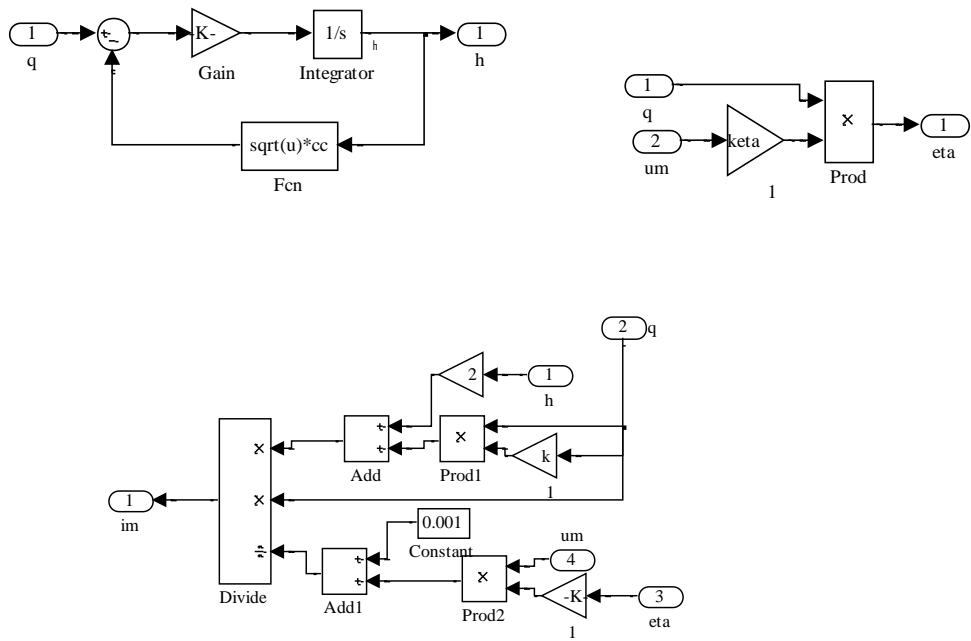 1
q
+
-
-K-
Gain
1/s
Integrator
h
1
h
sqrt(u)*cc
Fcn
1
q
2
um
keta
1
×
Prod
1
eta
2
q
2
1
h
×
×
÷
Divide
+
+
Add
×
Prod1
k
1
1
im
0.001
Constant
+
+
Add1
×
Prod2
um
4
-K-
1
3
eta